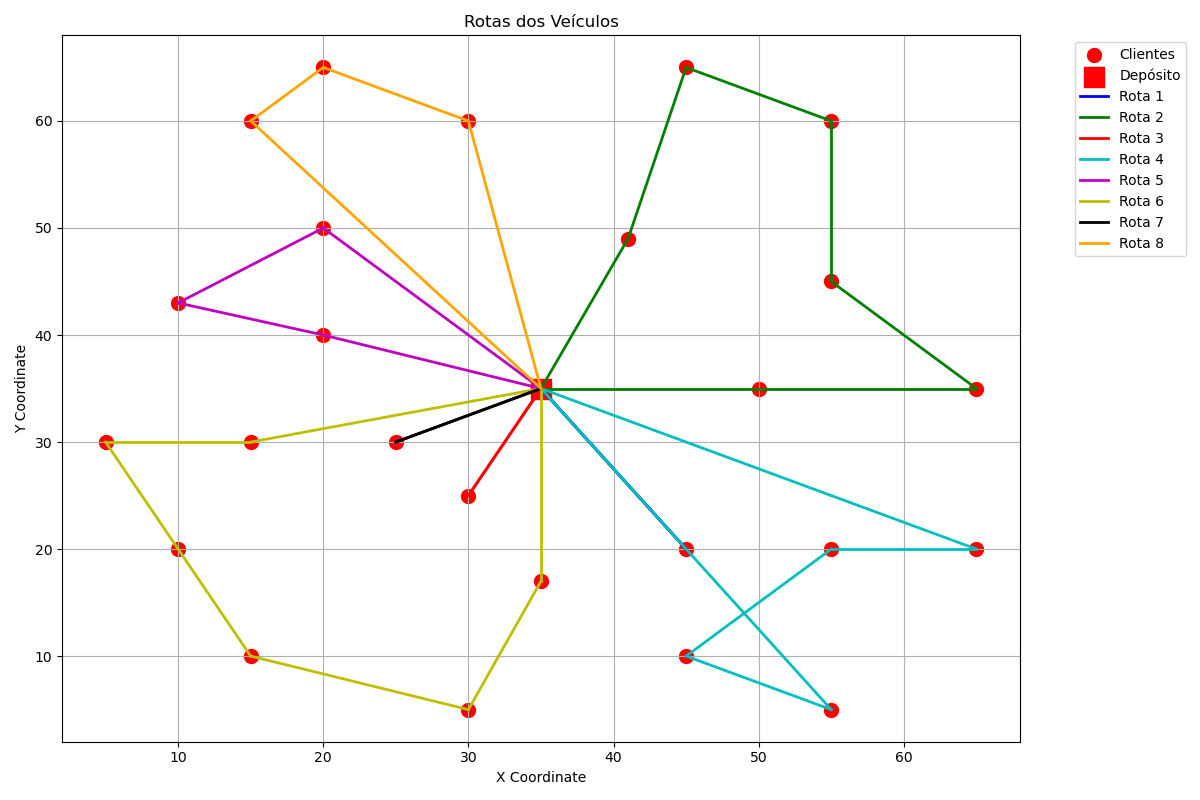 Rotas dos Veículos
Clientes
Depósito
Rota 1
Rota 2
Rota 3
Rota 4
Rota 5
Rota 6
Rota 7
Rota 8
Y Coordinate
60
50
40
30
20
10
10 20 30 40 50 60
X Coordinate